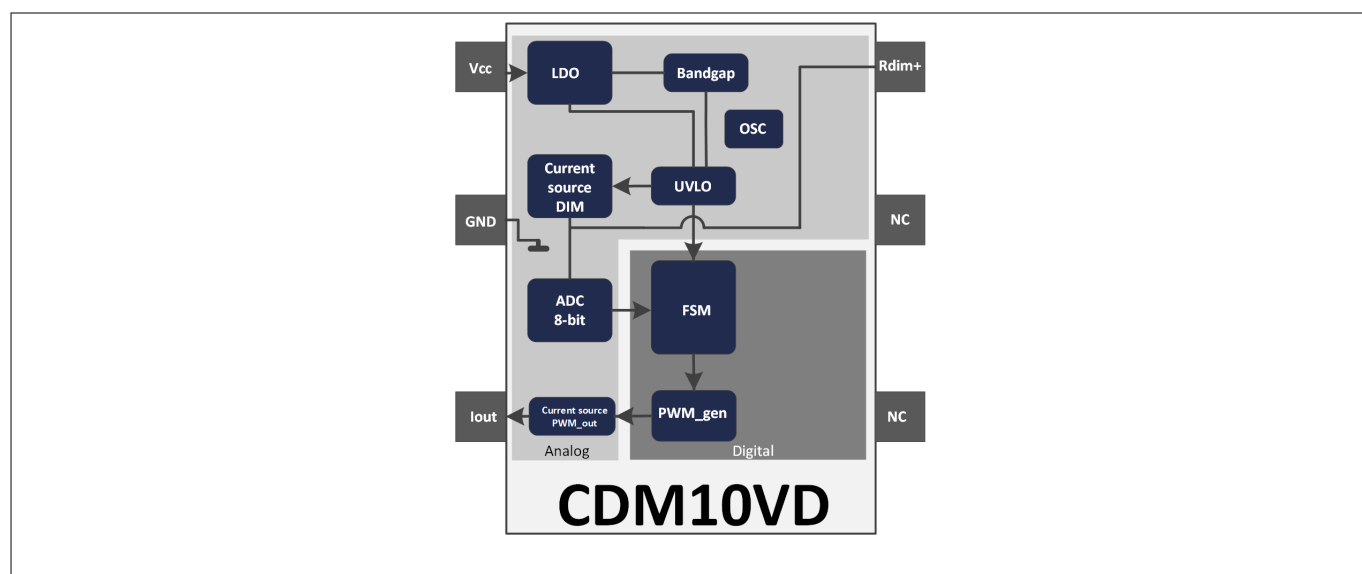 Vcc
LDO
Bandgap
Rdim+
OSC
Current
source
DIM
UVLO
GND
NC
ADC
8-bit
FSM
Iout
Current source
PWM_out
PWM_gen
NC
Analog
Digital
CDM10VD